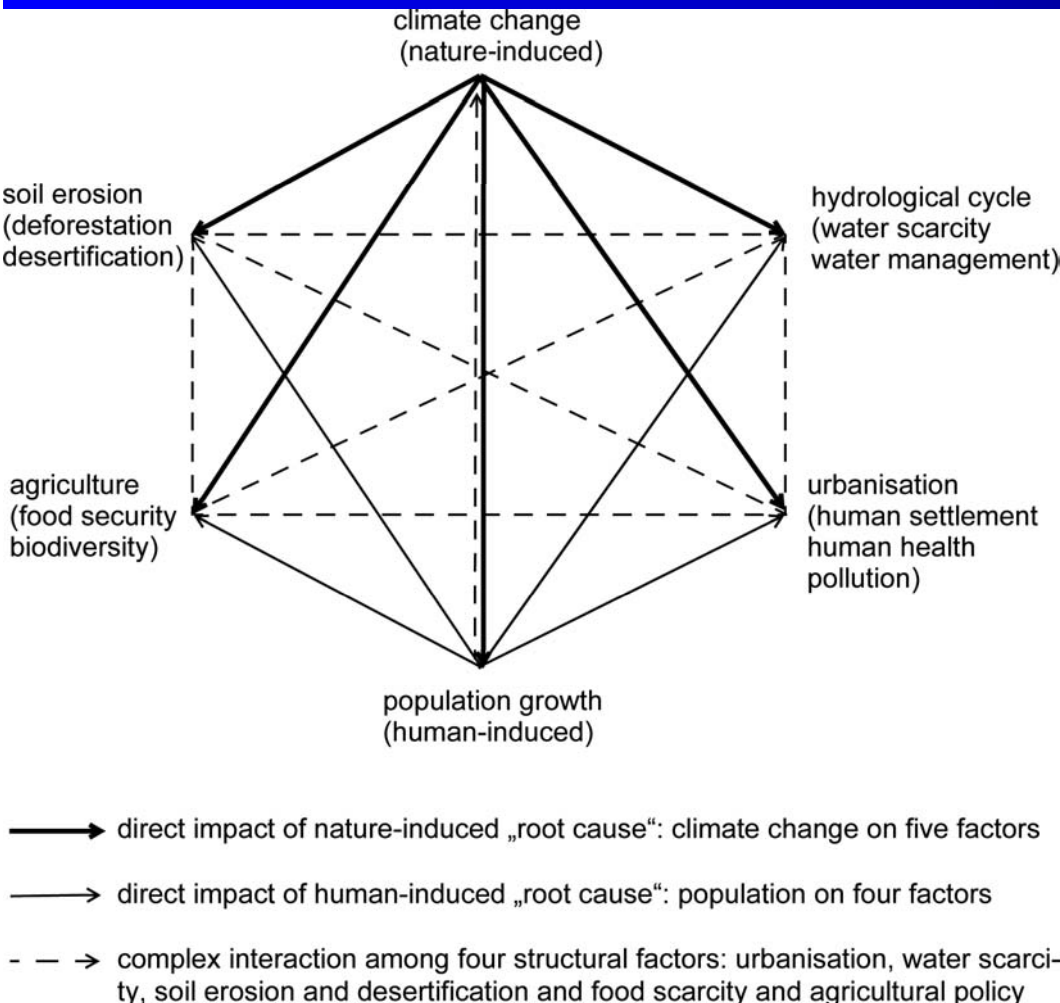 climate change
(nature-induced)
soil erosion
(deforestation
desertification)
hydrological cycle
(water scarcity
water management)
agriculture
(food security
biodiversity)
urbanisation
(human settlement
human health
pollution)
population growth
(human-induced)
direct impact of nature-induced „root cause“: climate change on five factors
direct impact of human-induced „root cause“: population on four factors
complex interaction among four structural factors: urbanisation, water scarci-
ty, soil erosion and desertification and food scarcity and agricultural policy